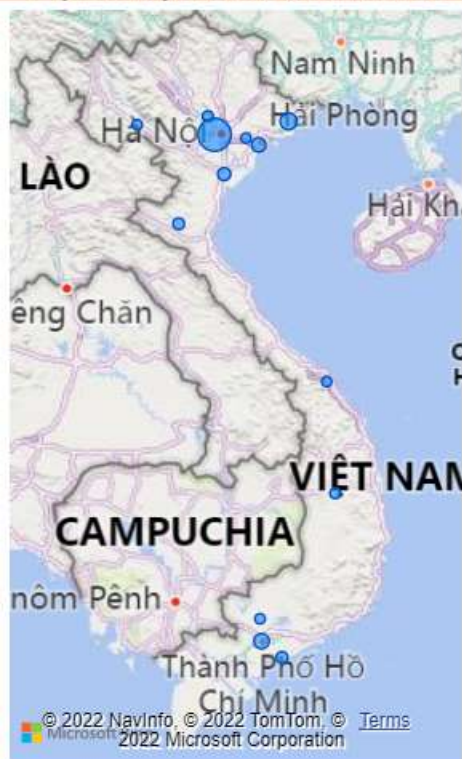 Nam Ninh
Hải Phòng
Hà Nội
LÀO
Hải Kh
êng Chăn
VIỆT NAM
CAMPUCHIA
nôm Pênh
Thành Phố Hồ
Chí Minh
© 2022 NavInfo, © 2022 TomTom, © Terms
Microsoft 2022 Microsoft Corporation